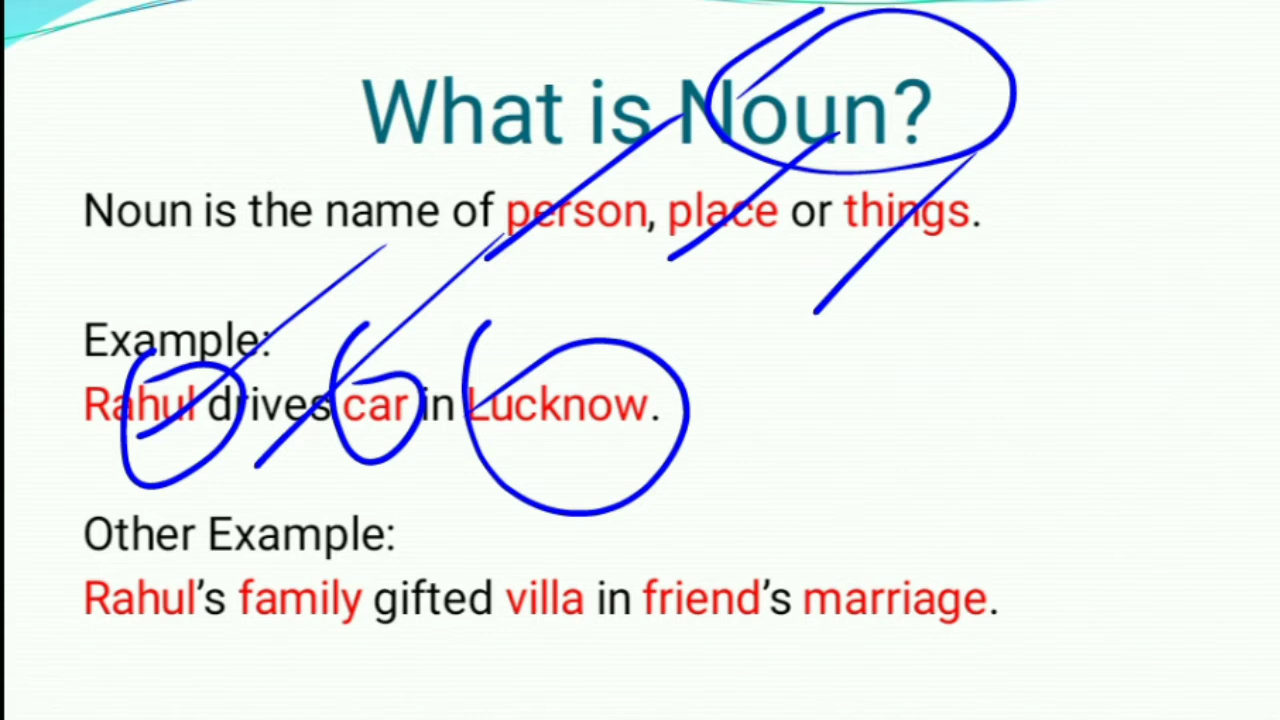 What is Noun?
Noun is the name of person, place or things.
Example:
Rahul drives car in Lucknow.
Other Example:
Rahul's family gifted villa in friend's marriage.